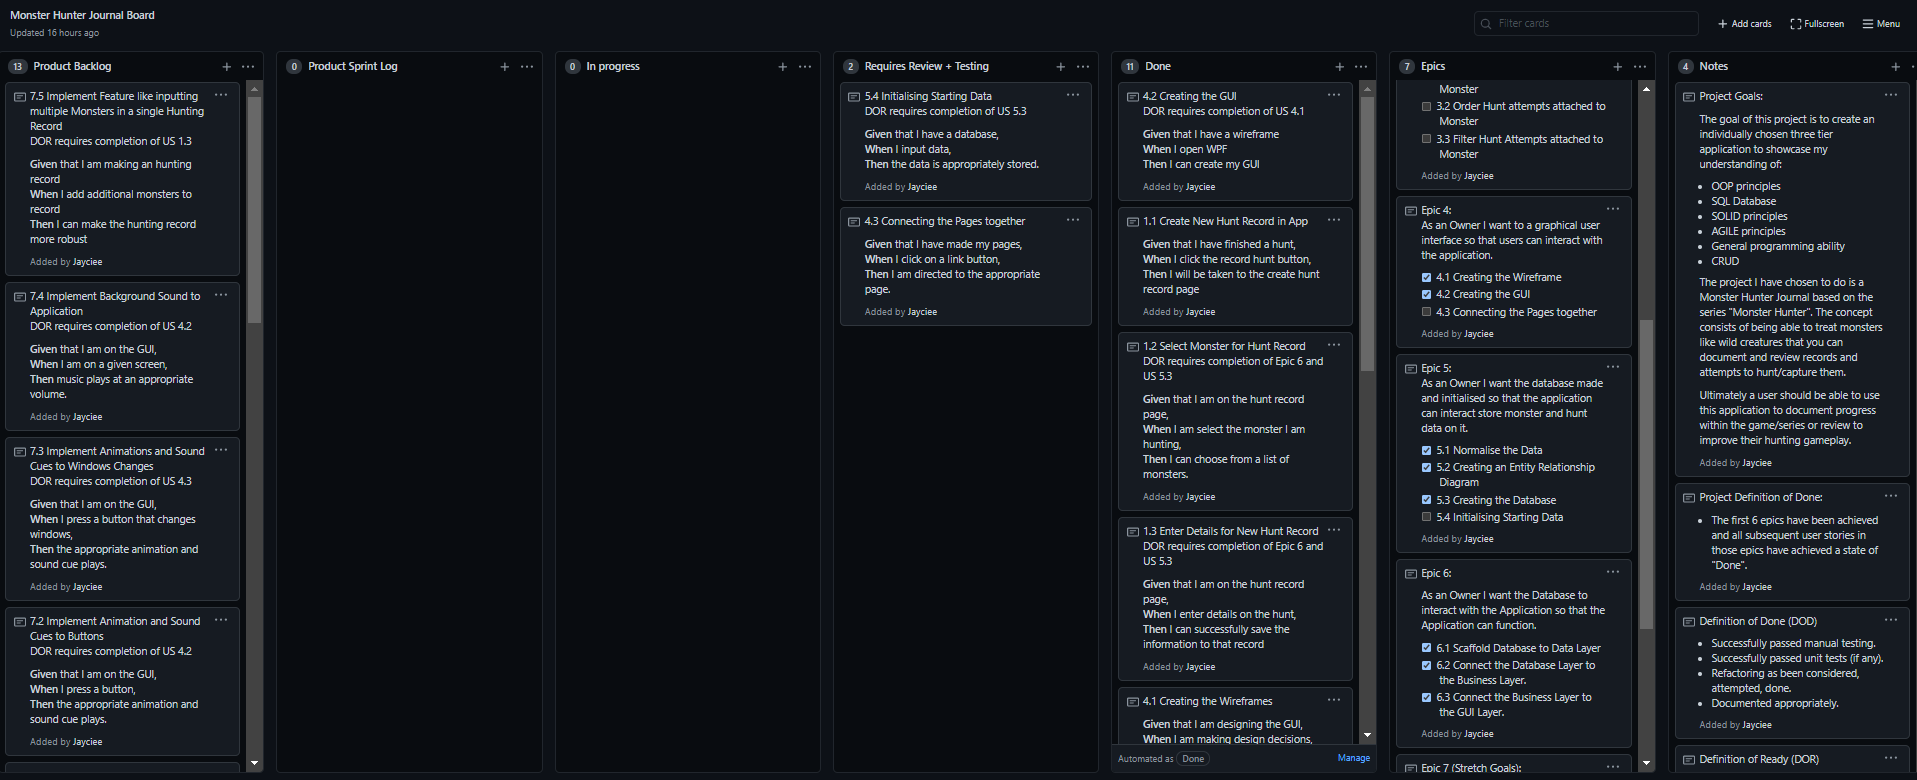 Monster Hunter Journal Board
Updated 16 hours ago
Filter cards
Add cards
Fullscreen
Menu
13 Product Backlog
7.5 Implement Feature like inputting
multiple Monsters in a single Hunting
Record
DOR requires completion of US 1.3
Given that I am making an hunting
record
When I add additional monsters to
record
Then I can make the hunting record
more robust
Added by Jayciee
7.4 Implement Background Sound to
Application
DOR requires completion of US 4.2
Given that I am on the GUI,
When I am on a given screen,
Then music plays at an appropriate
volume.
Added by Jayciee
7.3 Implement Animations and Sound
Cues to Windows Changes
DOR requires completion of US 4.3
Given that I am on the GUI,
When I press a button that changes
windows,
Then the appropriate animation and
sound cue plays.
Added by Jayciee
7.2 Implement Animation and Sound
Cues to Buttons
DOR requires completion of US 4.2
Given that I am on the GUI,
When I press a button,
Then the appropriate animation and
sound cue plays.
Added by Jayciee
0 Product Sprint Log
0 In progress
2 Requires Review + Testing
5.4 Initialising Starting Data
DOR requires completion of US 5.3
Given that I have a database,
When I input data,
Then the data is appropriately stored.
Added by Jayciee
4.3 Connecting the Pages together
Given that I have made my pages,
When I click on a link button,
Then I am directed to the appropriate
page.
Added by Jayciee
11 Done
4.2 Creating the GUI
DOR requires completion of US 4.1
Given that I have a wireframe
When I open WPF
Then I can create my GUI
Added by Jayciee
1.1 Create New Hunt Record in App
Given that I have finished a hunt,
When I click the record hunt button,
Then I will be taken to the create hunt
record page
Added by Jayciee
1.2 Select Monster for Hunt Record
DOR requires completion of Epic 6 and
US 5.3
Given that I am on the hunt record
page,
When I am select the monster I am
hunting,
Then I can choose from a list of
monsters.
Added by Jayciee
1.3 Enter Details for New Hunt Record
DOR requires completion of Epic 6 and
US 5.3
Given that I am on the hunt record
page,
When I enter details on the hunt,
Then I can successfully save the
information to that record
Added by Jayciee
4.1 Creating the Wireframes
Given that I am designing the GUI,
When I am making design decisions,
Automated as Done
Manage
7 Epics
Monster
3.2 Order Hunt attempts attached to
Monster
3.3 Filter Hunt Attempts attached to
Monster
Added by Jayciee
Epic 4:
As an Owner I want to a graphical user
interface so that users can interact with
the application.
4.1 Creating the Wireframe
4.2 Creating the GUI
4.3 Connecting the Pages together
Added by Jayciee
Epic 5:
As an Owner I want the database made
and initialised so that the application
can interact store monster and hunt
data on it.
5.1 Normalise the Data
5.2 Creating an Entity Relationship
Diagram
5.3 Creating the Database
5.4 Initialising Starting Data
Added by Jayciee
Epic 6:
As an Owner I want the Database to
interact with the Application so that the
Application can function.
6.1 Scaffold Database to Data Layer
6.2 Connect the Database Layer to
the Business Layer.
6.3 Connect the Business Layer to
the GUI Layer.
Added by Jayciee
Epic 7 (Stretch Goals):
4 Notes
Project Goals:
The goal of this project is to create an
individually chosen three tier
application to showcase my
understanding of:
OOP principles
SQL Database
SOLID principles
AGILE principles
General programming ability
CRUD
The project I have chosen to do is a
Monster Hunter Journal based on the
series "Monster Hunter". The concept
consists of being able to treat monsters
like wild creatures that you can
document and review records and
attempts to hunt/capture them.
Ultimately a user should be able to use
this application to document progress
within the game/series or review to
improve their hunting gameplay.
Added by Jayciee
Project Definition of Done:
The first 6 epics have been achieved
and all subsequent user stories in
those epics have achieved a state of
"Done".
Added by Jayciee
Definition of Done (DOD)
Successfully passed manual testing.
Successfully passed unit tests (if any).
Refactoring as been considered,
attempted, done.
Documented appropriately.
Added by Jayciee
Definition of Ready (DOR)